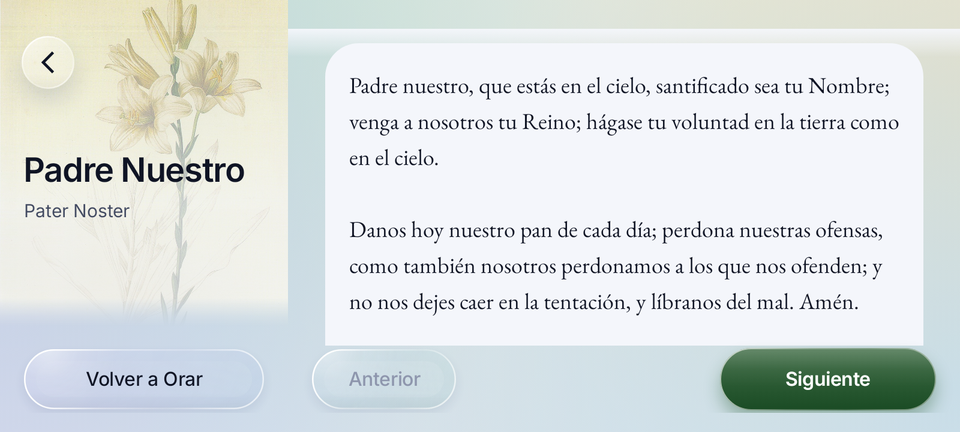 Padre Nuestro
Pater Noster
Padre nuestro, que estás en el cielo, santificado sea tu Nombre;
venga a nosotros tu Reino; hágase tu voluntad en la tierra como
en el cielo.
Danos hoy nuestro pan de cada día; perdona nuestras ofensas,
como también nosotros perdonamos a los que nos ofenden; y
no nos dejes caer en la tentación, y líbranos del mal. Amén.
Volver a Orar
Anterior
Siguiente